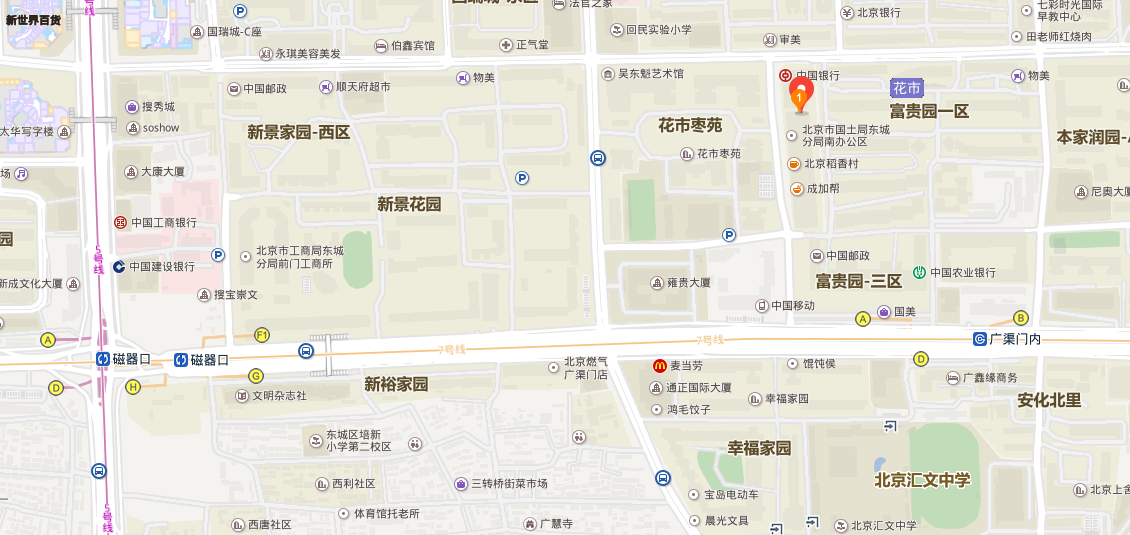 号线
法官之家
七彩时光国际
早教中心
新世界百货
国瑞城-C座
P
回民实验小学
北京银行
田老师红烧肉
永琪美容美发
伯鑫宾馆
正气堂
审美
吴东魁艺术馆
中国银行
物美
中国邮政
顺天府超市
物美
花市
1
搜秀城
富贵园一区
soshow
新景家园-西区
花市枣苑
北京市国土局东城
分局南办公区
太华写字楼
本家润园-
花市枣苑
北京稻香村
场
大康大厦
P
成加帮
尼奥大
新景花园
中国工商银行
P
园
5号线
北京市工商局东城
分局前门工商所
P
中国邮政
中国建设银行
富贵园-三区
中国农业银行
新成文化大厦
搜宝崇文
雍贵大厦
中国移动
国美
A
B
A
F1
广渠门内
磁器口
磁器口
7号线
7号线
北京燃气
广渠门店
麦当劳
馄饨侯
D
D
H
G
新裕家园
通正国际大厦
广鑫缘商务
文明杂志社
幸福家园
安化北里
鸿毛饺子
东城区培新
小学第二校区
幸福家园
北京汇文中学
西利社区
三转桥街菜市场
宝岛电动车
北京上
体育馆托老所
5号线
西唐社区
广慧寺
晨光文具
北京汇文中学